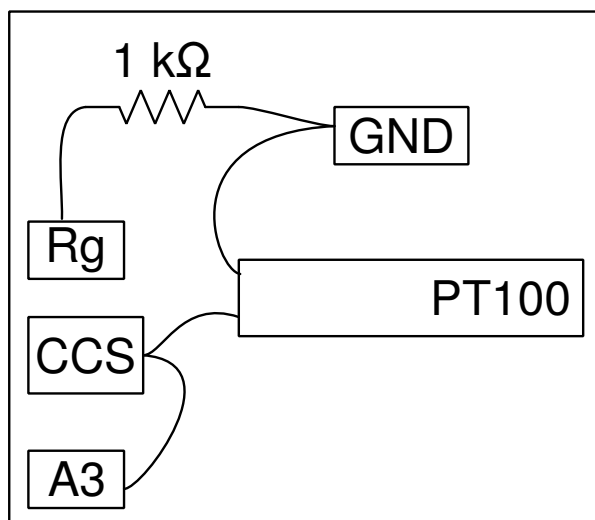 1 kΩ
GND
Rg
PT100
CCS
A3